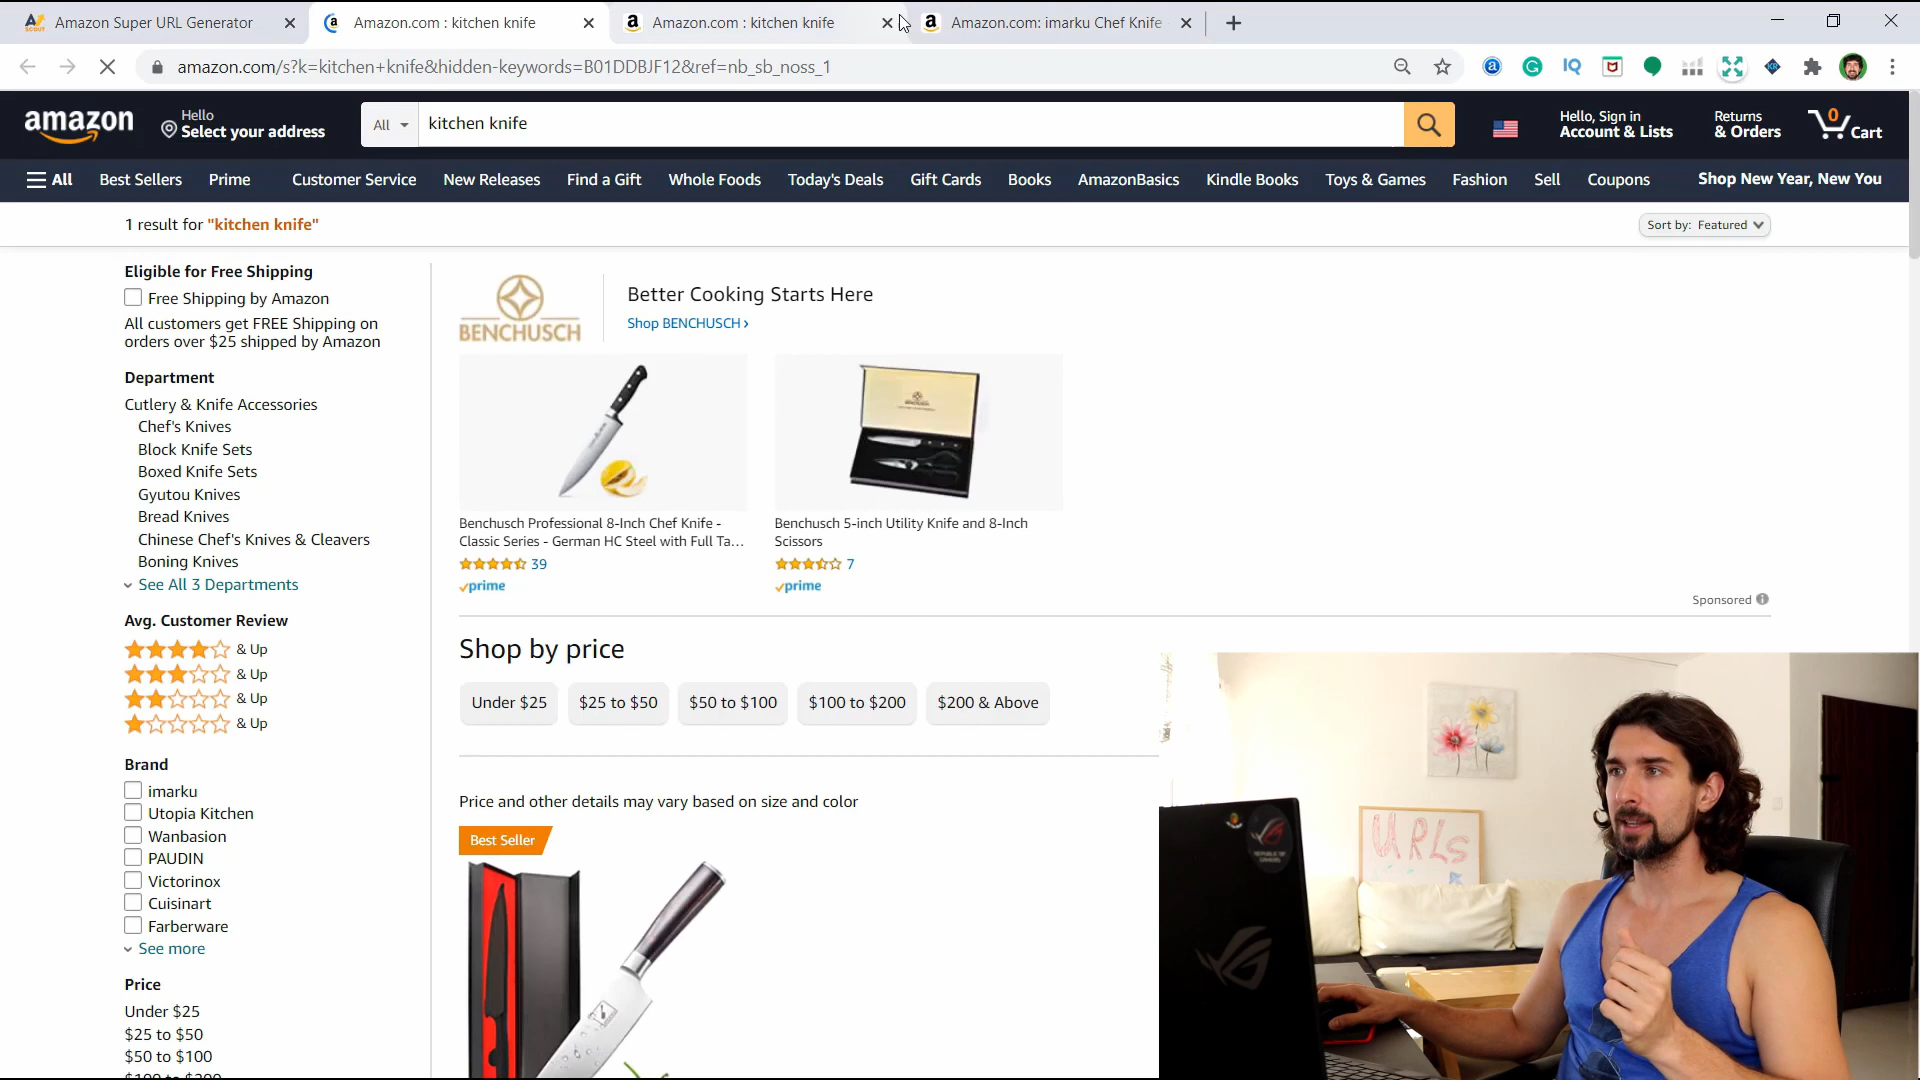 Amazon Super URL Generator
Amazon.com : kitchen knife
Amazon.com : kitchen knife
Amazon.com: imarku Chef Knife
amazon.com/s?k=kitchen+knife&hidden-keywords=B01DDBJF12&ref=nb_sb_noss_1
amazon
Hello
Select your address
All
kitchen knife
Hello, Sign in
Account & Lists
Returns
& Orders
0
Cart
All
Best Sellers
Prime
Customer Service
New Releases
Find a Gift
Whole Foods
Today's Deals
Gift Cards
Books
AmazonBasics
Kindle Books
Toys & Games
Fashion
Sell
Coupons
Shop New Year, New You
1 result for "kitchen knife"
Sort by: Featured
Eligible for Free Shipping
Free Shipping by Amazon
All customers get FREE Shipping on
orders over $25 shipped by Amazon
Department
Cutlery & Knife Accessories
Chef's Knives
Block Knife Sets
Boxed Knife Sets
Gyutou Knives
Bread Knives
Chinese Chef's Knives & Cleavers
Boning Knives
See All 3 Departments
Avg. Customer Review
& Up
& Up
& Up
& Up
Brand
imarku
Utopia Kitchen
Wanbasion
PAUDIN
Victorinox
Cuisinart
Farberware
See more
Price
Under $25
$25 to $50
$50 to $100
$100 to $200
BENCHUSCH
Better Cooking Starts Here
Shop BENCHUSCH ›
Benchusch Professional 8-Inch Chef Knife -
Classic Series - German HC Steel with Full Ta…
39
prime
Benchusch 5-inch Utility Knife and 8-Inch
Scissors
7
prime
Sponsored
Shop by price
Under $25
$25 to $50
$50 to $100
$100 to $200
$200 & Above
Price and other details may vary based on size and color
Best Seller
URLs